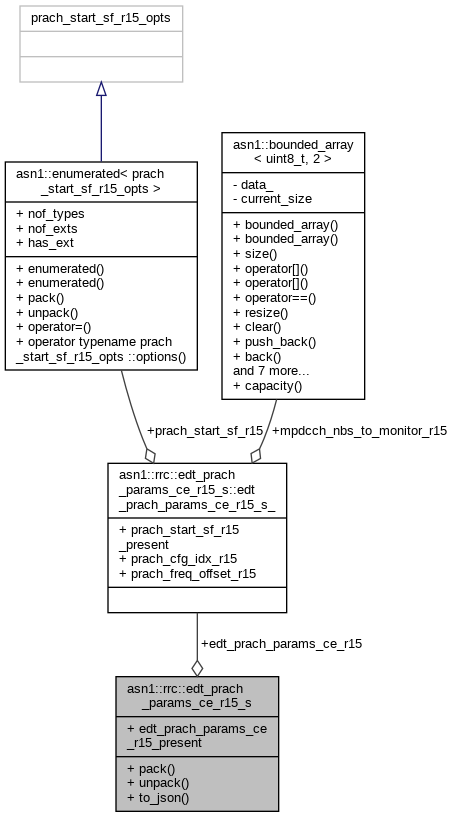 prach_start_sf_r15_opts
asn1::enumerated< prach
_start_sf_r15_opts >
+ nof_types
+ nof_exts
+ has_ext
+ enumerated()
+ enumerated()
+ pack()
+ unpack()
+ operator=()
+ operator typename prach
_start_sf_r15_opts ::options()
asn1::bounded_array
< uint8_t, 2 >
- data_
- current_size
+ bounded_array()
+ bounded_array()
+ size()
+ operator[]()
+ operator[]()
+ operator==()
+ resize()
+ clear()
+ push_back()
+ back()
and 7 more...
+ capacity()
+prach_start_sf_r15
+mpdcch_nbs_to_monitor_r15
asn1::rrc::edt_prach
_params_ce_r15_s::edt
_prach_params_ce_r15_s_
+ prach_start_sf_r15
_present
+ prach_cfg_idx_r15
+ prach_freq_offset_r15
+edt_prach_params_ce_r15
asn1::rrc::edt_prach
_params_ce_r15_s
+ edt_prach_params_ce
_r15_present
+ pack()
+ unpack()
+ to_json()